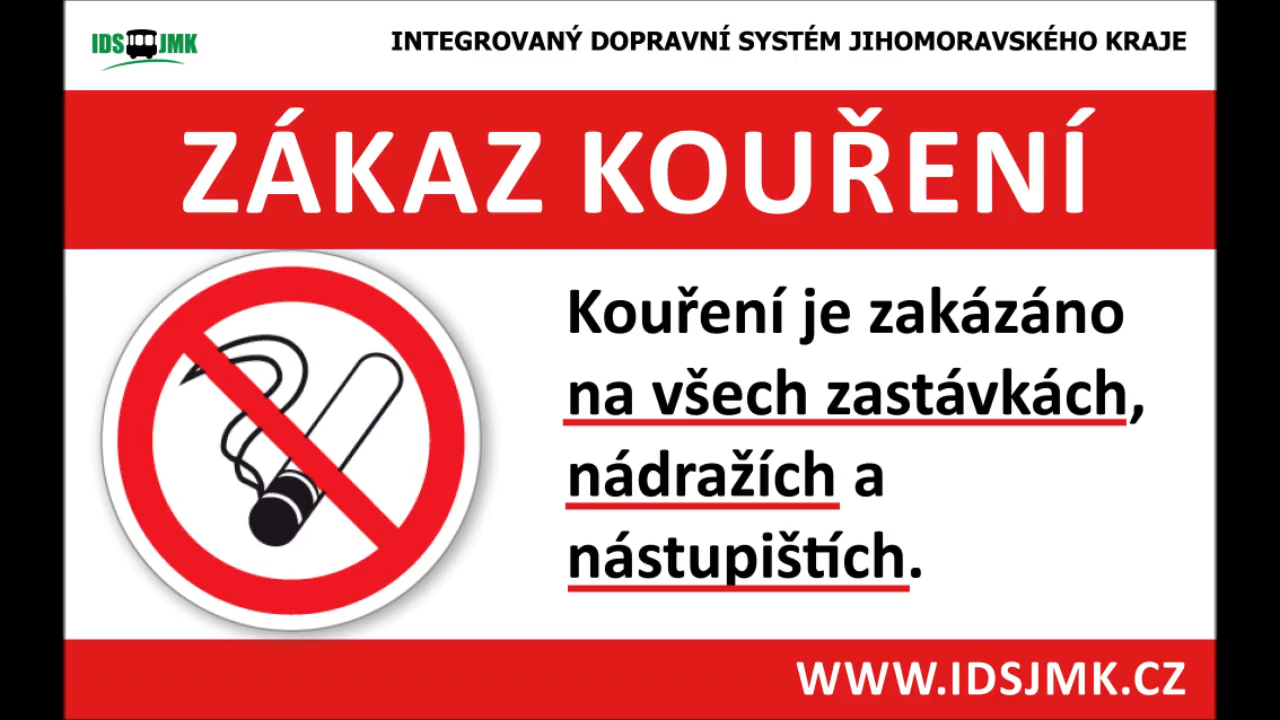 IDS JMK
INTEGROVANÝ DOPRAVNÍ SYSTÉM JIHOMORAVSKÉHO KRAJE
ZÁKAZ KOUŘENÍ
Kouření je zakázáno
na všech zastávkách,
nádražích a
nástupištích.
WWW.IDSJMK.CZ